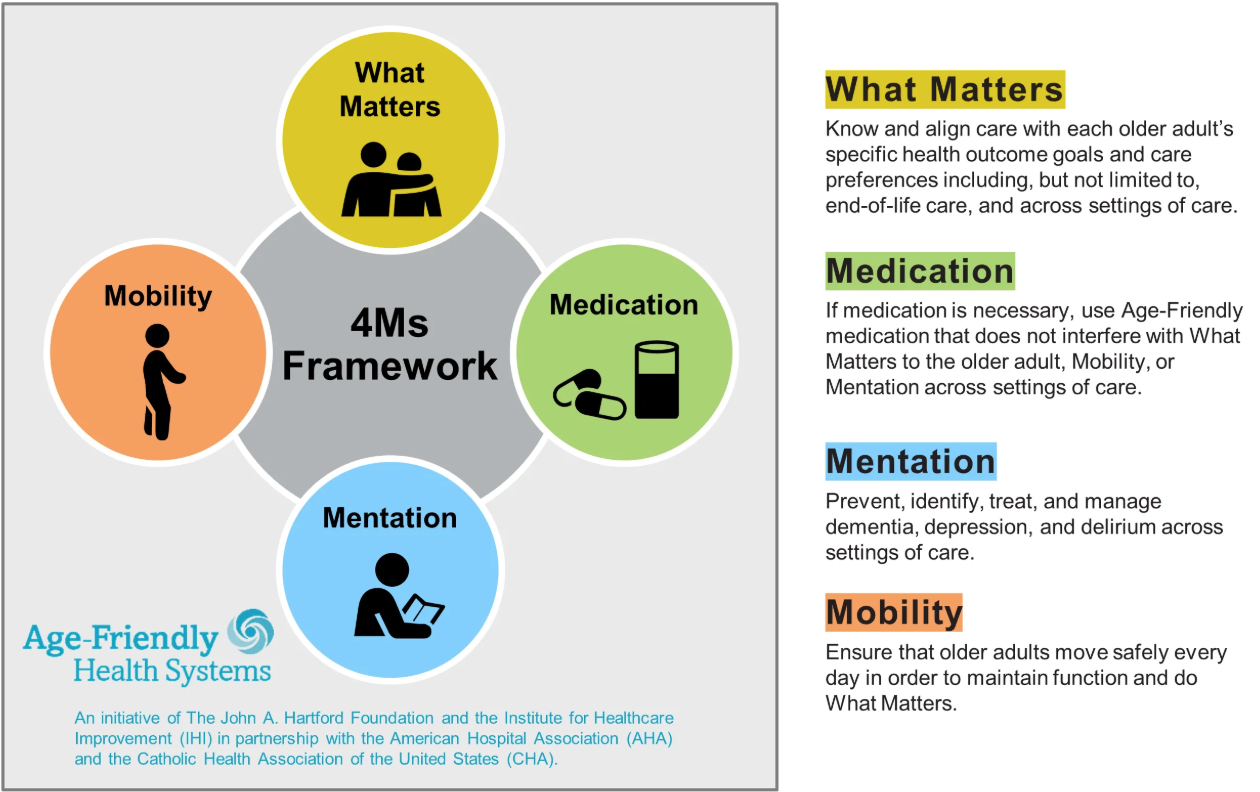 What
Matters
Mobility
4Ms
Framework
Medication
Mentation
Age-Friendly
Health Systems
An initiative of The John A. Hartford Foundation and the Institute for Healthcare
Improvement (IHI) in partnership with the American Hospital Association (AHA)
and the Catholic Health Association of the United States (CHA).
What Matters
Know and align care with each older adult's
specific health outcome goals and care
preferences including, but not limited to,
end-of-life care, and across settings of care.
Medication
If medication is necessary, use Age-Friendly
medication that does not interfere with What
Matters to the older adult, Mobility, or
Mentation across settings of care.
Mentation
Prevent, identify, treat, and manage
dementia, depression, and delirium across
settings of care.
Mobility
Ensure that older adults move safely every
day in order to maintain function and do
What Matters.